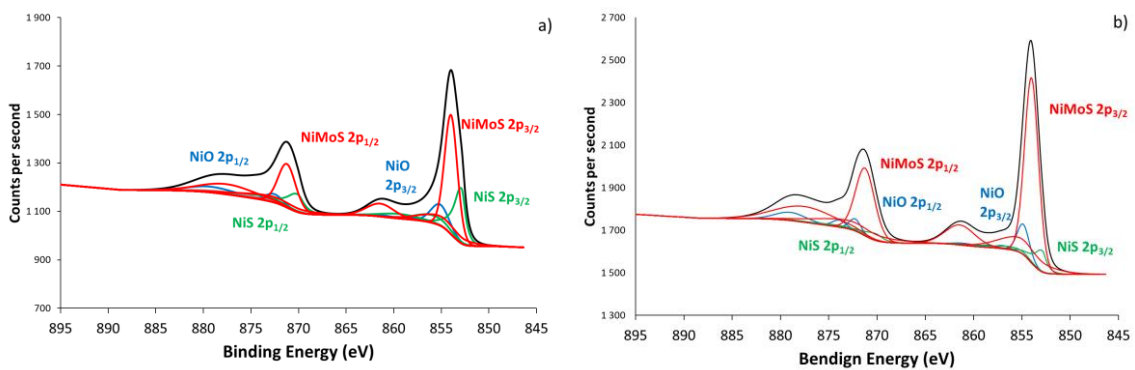 a)
1 900
1 700
1 500
1 300
1 100
900
700
Counts per second
NiMoS 2p3/2
NiMoS 2p1/2
NiO 2p1/2
NiO
2p3/2
NiS 2p3/2
NiS 2p1/2
895 890 885 880 875 870 865 860 855 850 845
Binding Energy (eV)
b)
2 700
2 500
2 300
2 100
1 900
1 700
1 500
1 300
Counts per second
NiMoS 2p3/2
NiMoS 2p1/2
NiO 2p1/2
NiO
2p3/2
NiS 2p1/2
NiS 2p3/2
895 890 885 880 875 870 865 860 855 850 845
Bendign Energy (eV)